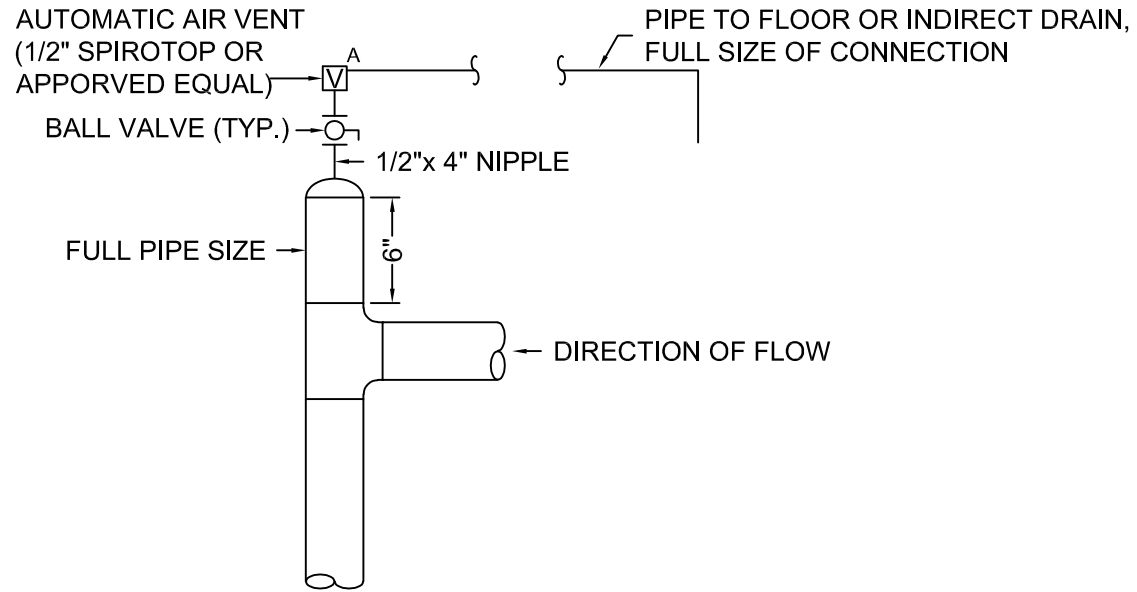 AUTOMATIC AIR VENT
(1/2" SPIROTOP OR
APPORVED EQUAL)
V
A
PIPE TO FLOOR OR INDIRECT DRAIN,
FULL SIZE OF CONNECTION
BALL VALVE (TYP.)
1/2"x 4" NIPPLE
FULL PIPE SIZE
6"
DIRECTION OF FLOW